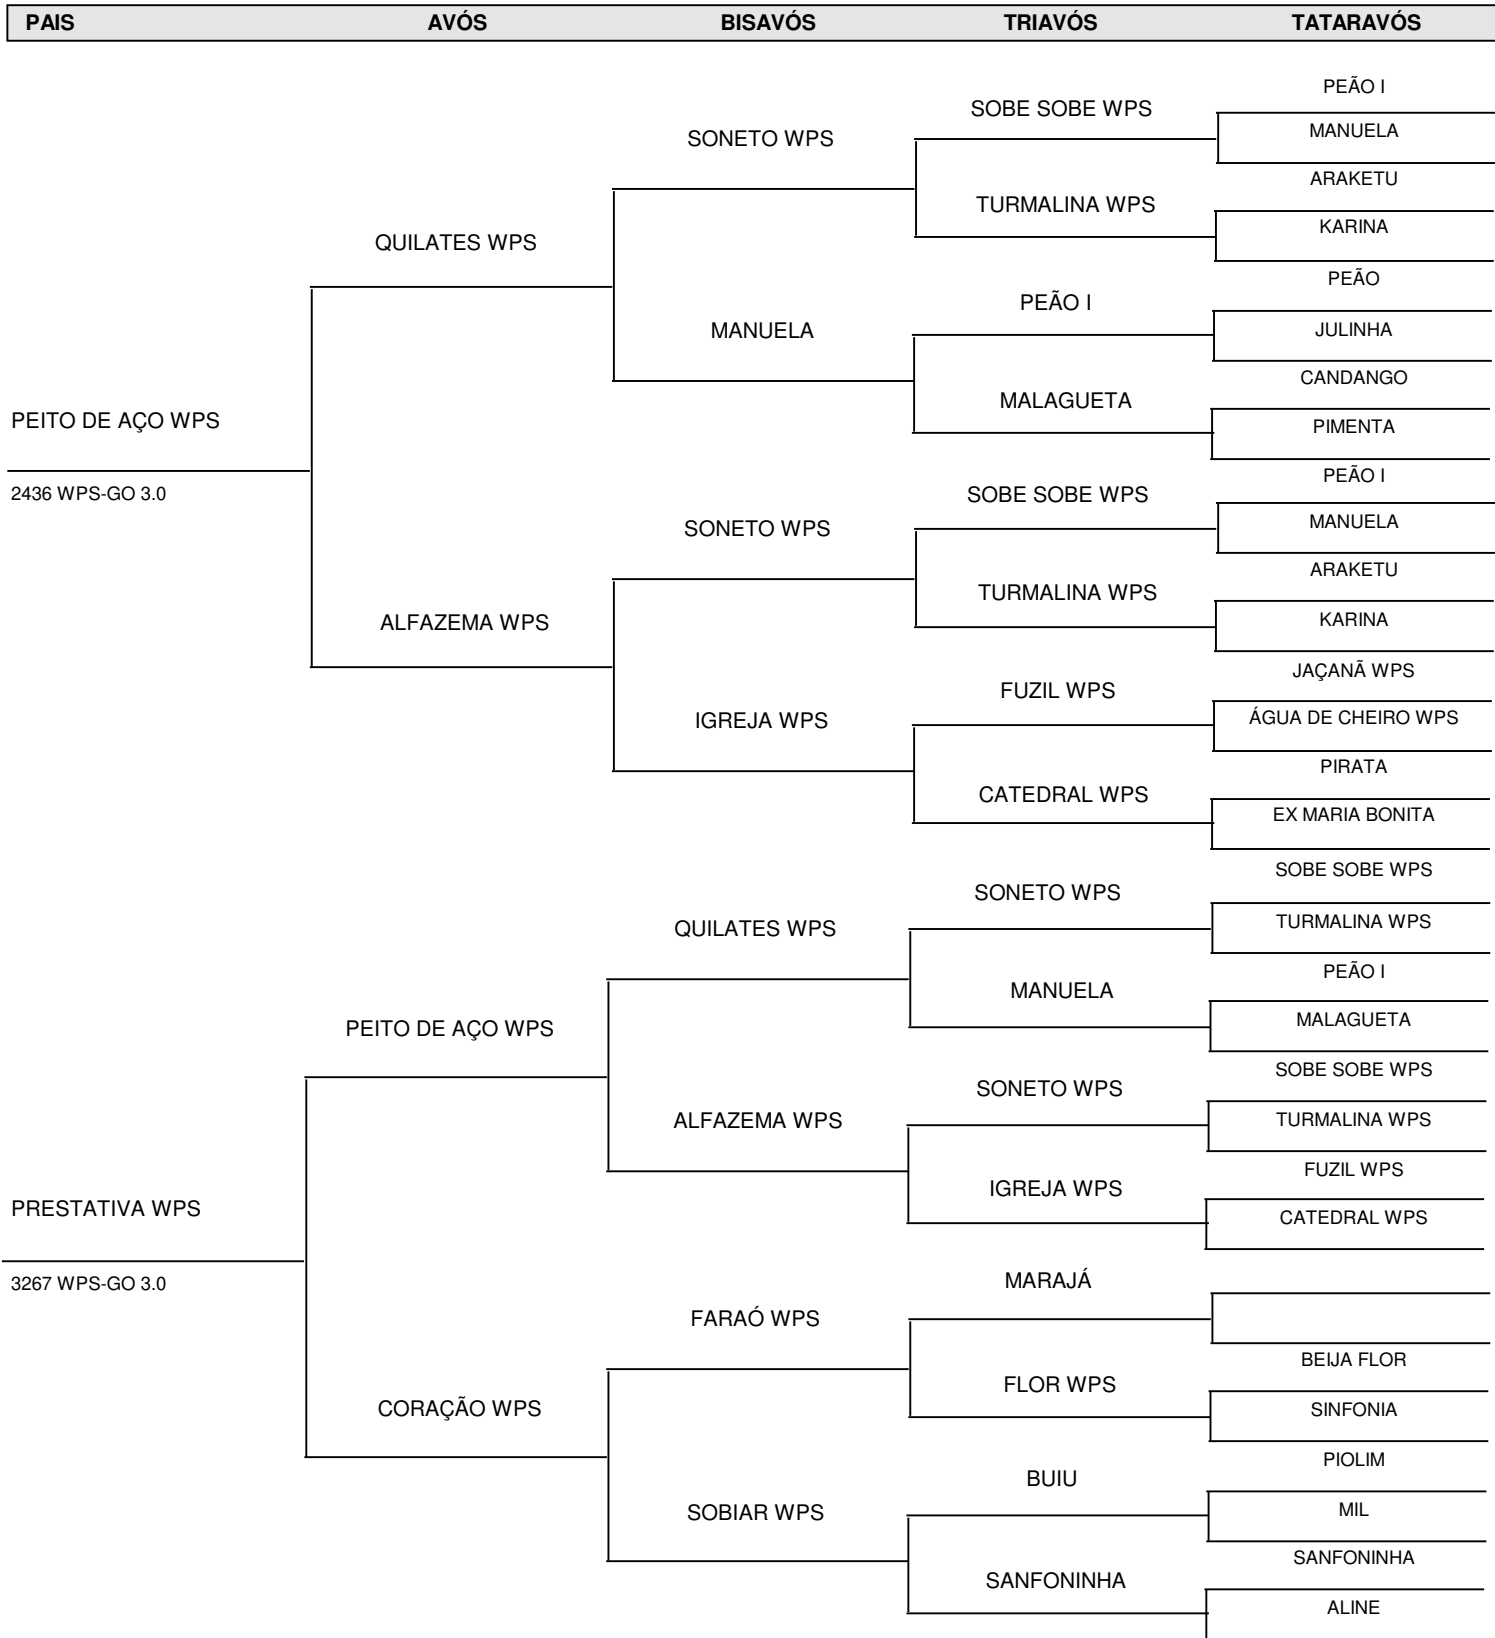 PAIS AVÓS BISAVÓS TRIAVÓS TATARAVÓS
PEÃO I
SOBE SOBE WPS
MANUELA
SONETO WPS
ARAKETU
TURMALINA WPS
KARINA
QUILATES WPS
PEÃO
PEÃO I
JULINHA
MANUELA
CANDANGO
MALAGUETA
PEITO DE AÇO WPS
PIMENTA
PEÃO I
2436 WPS-GO 3.0
SOBE SOBE WPS
MANUELA
SONETO WPS
ARAKETU
TURMALINA WPS
KARINA
ALFAZEMA WPS
JAÇANÃ WPS
FUZIL WPS
ÁGUA DE CHEIRO WPS
IGREJA WPS
PIRATA
CATEDRAL WPS
EX MARIA BONITA
SOBE SOBE WPS
SONETO WPS
TURMALINA WPS
QUILATES WPS
PEÃO I
MANUELA
MALAGUETA
PEITO DE AÇO WPS
SOBE SOBE WPS
SONETO WPS
TURMALINA WPS
ALFAZEMA WPS
FUZIL WPS
IGREJA WPS
PRESTATIVA WPS
CATEDRAL WPS
MARAJÁ
3267 WPS-GO 3.0
FARAÓ WPS
BEIJA FLOR
FLOR WPS
CORAÇÃO WPS
SINFONIA
PIOLIM
BUIU
MIL
SOBIAR WPS
SANFONINHA
SANFONINHA
ALINE